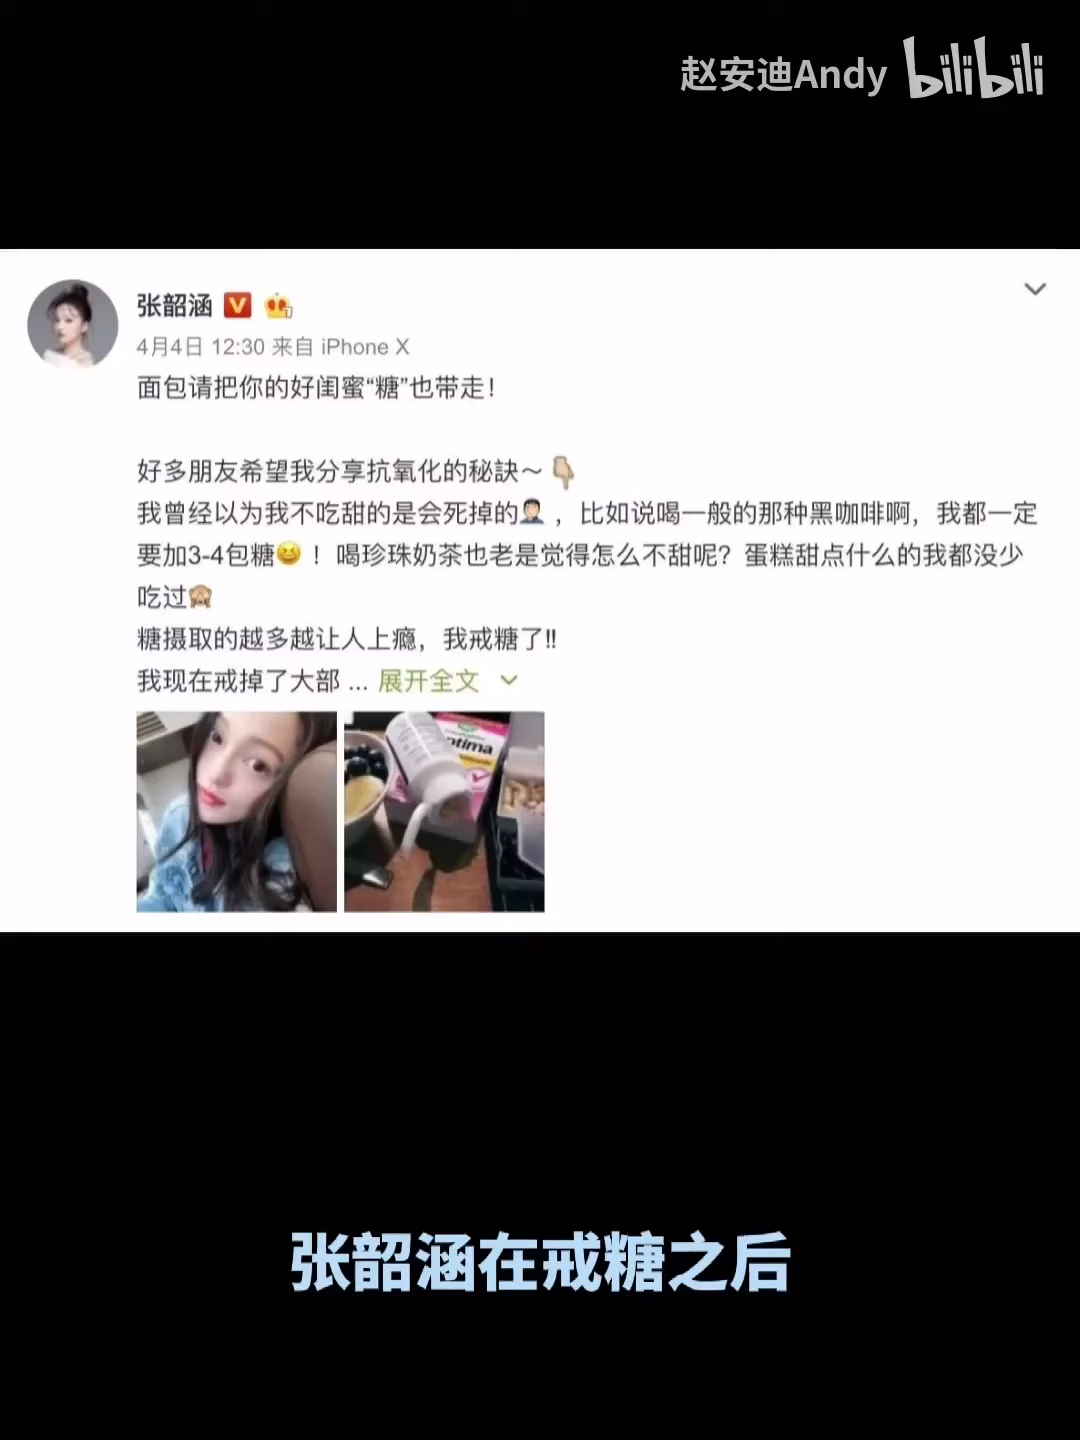 赵安迪Andy bilibili
张韶涵
4月4日 12:30 来自 iPhone X
面包请把你的好闺蜜“糖”也带走！
好多朋友希望我分享抗氧化的秘訣～👇🏼
我曾经以为我不吃甜的是会死掉的🤦🏻‍♂️，比如说喝一般的那种黑咖啡啊，我都一定
要加3-4包糖😆！喝珍珠奶茶也老是觉得怎么不甜呢？蛋糕甜点什么的我都没少
吃过🙈
糖摄取的越多越让人上瘾，我戒糖了‼
我现在戒掉了大部 ... 展开全文
tima
张韶涵在戒糖之后